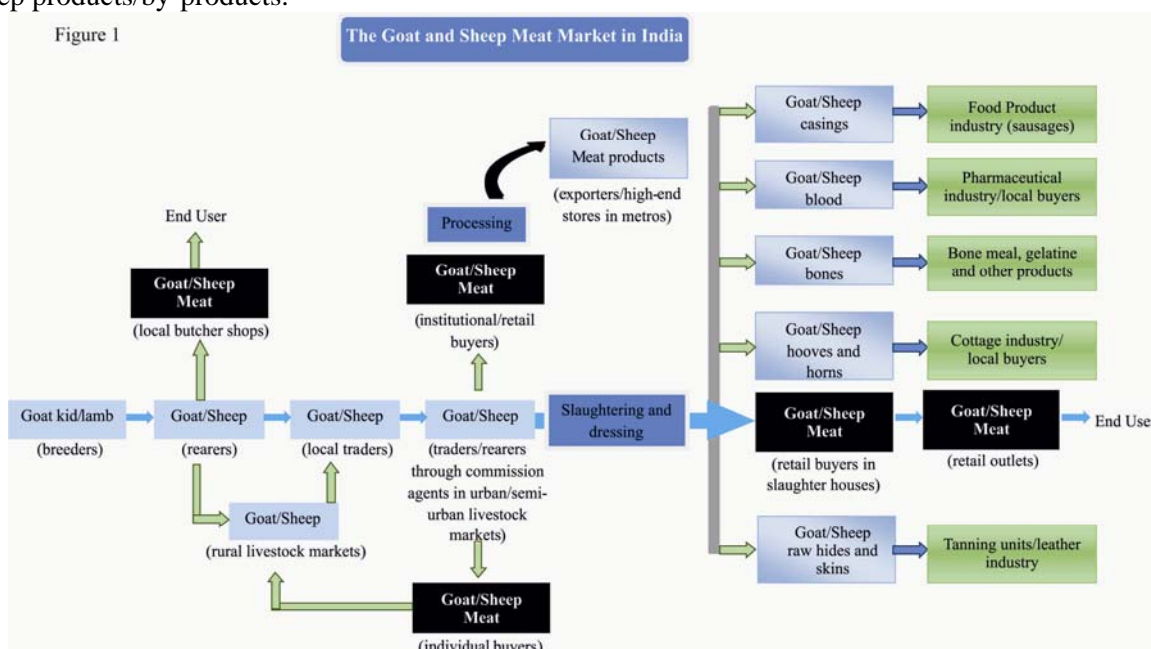 products/by-products.
Figure 1
The Goat and Sheep Meat Market in India
Goat/Sheep
casings
Food Product
industry (sausages)
Goat/Sheep
Meat products
(exporters/high-end
stores in metros)
Goat/Sheep
blood
Pharmaceutical
industry/local buyers
Processing
End User
Goat/Sheep
Meat
(local butcher shops)
Goat/Sheep
Meat
(institutional/retail
buyers)
Goat/Sheep
bones
Bone meal, gelatine
and other products
Goat/Sheep
hooves and
horns
Cottage industry/
local buyers
Goat kid/lamb
(breeders)
Goat/Sheep
(rearers)
Goat/Sheep
(local traders)
Goat/Sheep
(traders/rearers
through commission
agents in urban/semi-
urban livestock
markets)
Slaughtering and
dressing
Goat/Sheep
Meat
(retail buyers in
slaughter houses)
Goat/Sheep
Meat
(retail outlets)
End Use
Goat/Sheep
(rural livestock markets)
Goat/Sheep
raw hides and
skins
Tanning units/leather
industry
Goat/Sheep
Meat
(individual buyers)